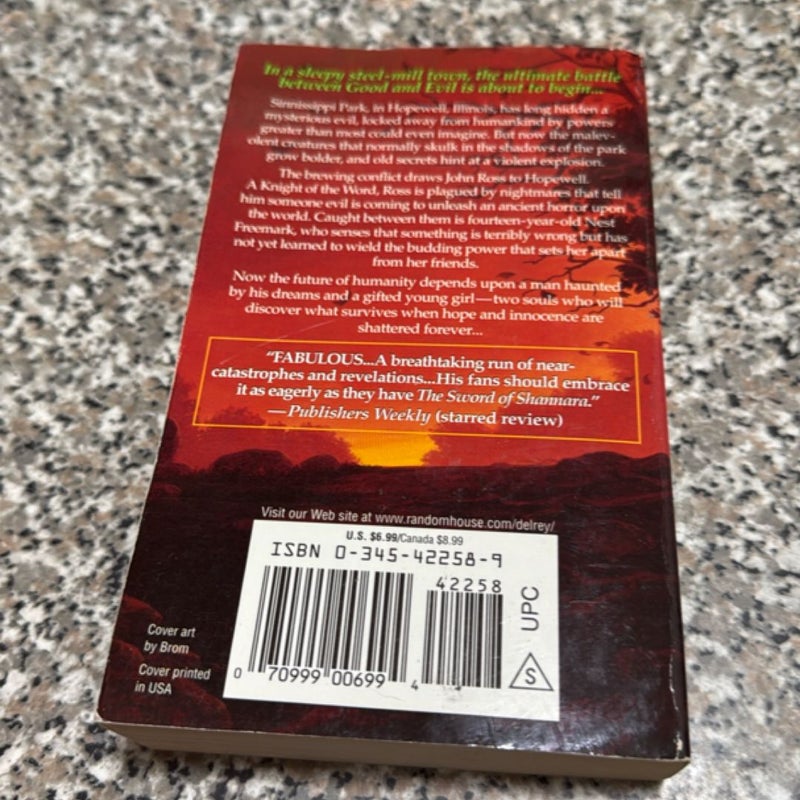 In a sleepy steel-mill town, the ultimate battle
between Good and Evil is about to begin...
Sinnissippi Park, in Hopewell, Illinois, has long hidden a
mysterious evil, locked away from humankind by powers
greater than most could even imagine. But now the malev-
olent creatures that normally skulk in the shadows of the park
grow bolder, and old secrets hint at a violent explosion.
The brewing conflict draws John Ross to Hopewell.
A Knight of the Word, Ross is plagued by nightmares that tell
him someone evil is coming to unleash an ancient horror upon
the world. Caught between them is fourteen-year-old Nest
Freemark, who senses that something is terribly wrong but has
not yet learned to wield the budding power that sets her apart
from her friends.
Now the future of humanity depends upon a man haunted
by his dreams and a gifted young girl—two souls who will
discover what survives when hope and innocence are
shattered forever...
“FABULOUS...A breathtaking run of near-
catastrophes and revelations...His fans should embrace
it as eagerly as they have The Sword of Shannara.”
—Publishers Weekly (starred review)
Visit our Web site at www.randomhouse.com/delrey/
U.S. $6.99/Canada $8.99
ISBN 0-345-42258-9
42258
UPC
S
0 70999 00699 4
Cover art
by Brom
Cover printed
in USA